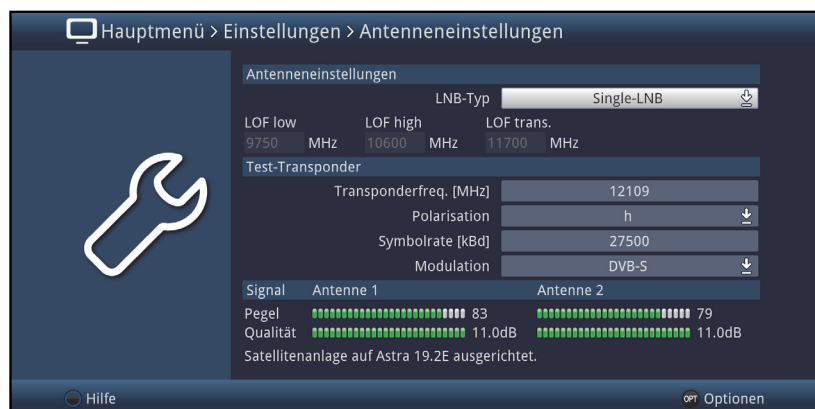 Hauptmenü > Einstellungen > Antenneneinstellungen
Antenneneinstellungen
LNB-Typ Single-LNB
LOF low LOF high LOF trans.
9750 MHz 10600 MHz 11700 MHz
Test-Transponder
Transponderfreq. [MHz] 12109
Polarisation h
Symbolrate [kBd] 27500
Modulation DVB-S
Signal Antenne 1 Antenne 2
Pegel 83 79
Qualität 11.0dB 11.0dB
Satellitenanlage auf Astra 19.2E ausgerichtet.
Hilfe OPT Optionen